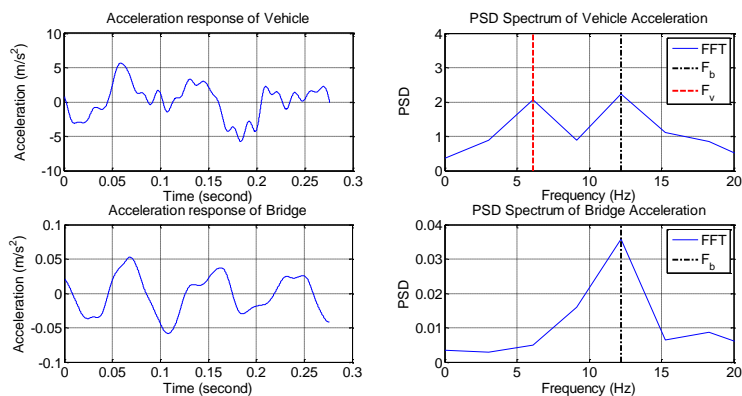 Acceleration response of Vehicle
Acceleration (m/s²)
10
5
0
-5
-10
0
0.05
0.1
0.15
0.2
0.25
0.3
Time (second)
PSD Spectrum of Vehicle Acceleration
PSD
4
3
2
1
0
0
5
10
15
20
Frequency (Hz)
FFT
F_b
F_v
Acceleration response of Bridge
Acceleration (m/s²)
0.1
0.05
0
-0.05
-0.1
0
0.05
0.1
0.15
0.2
0.25
0.3
Time (second)
PSD Spectrum of Bridge Acceleration
PSD
0.04
0.03
0.02
0.01
0
0
5
10
15
20
Frequency (Hz)
FFT
F_b